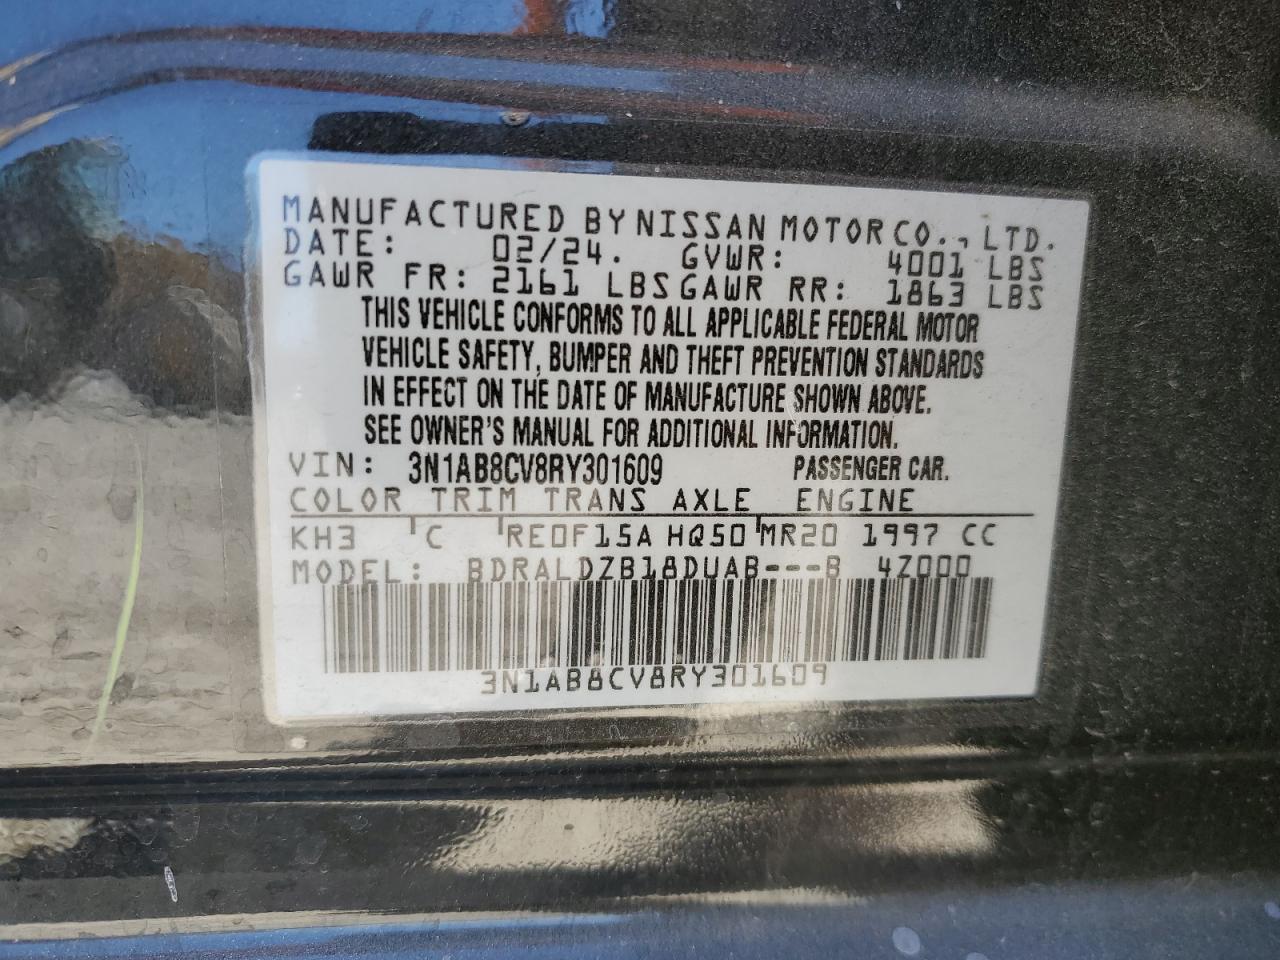 MANUFACTURED BY NISSAN MOTOR CO., LTD.
DATE: 02/24. GVWR: 4001 LBS
GAWR FR: 2161 LBS GAWR RR: 1863 LBS
THIS VEHICLE CONFORMS TO ALL APPLICABLE FEDERAL MOTOR
VEHICLE SAFETY, BUMPER AND THEFT PREVENTION STANDARDS
IN EFFECT ON THE DATE OF MANUFACTURE SHOWN ABOVE.
SEE OWNER'S MANUAL FOR ADDITIONAL INFORMATION.
VIN: 3N1AB8CV8RY301609 PASSENGER CAR.
COLOR TRIM TRANS AXLE ENGINE
KH3 C RE0F15A HQ50 MR20 1997 CC
MODEL: BDRALDZB18DUAB---B 4Z000
3N1AB8CV8RY301609